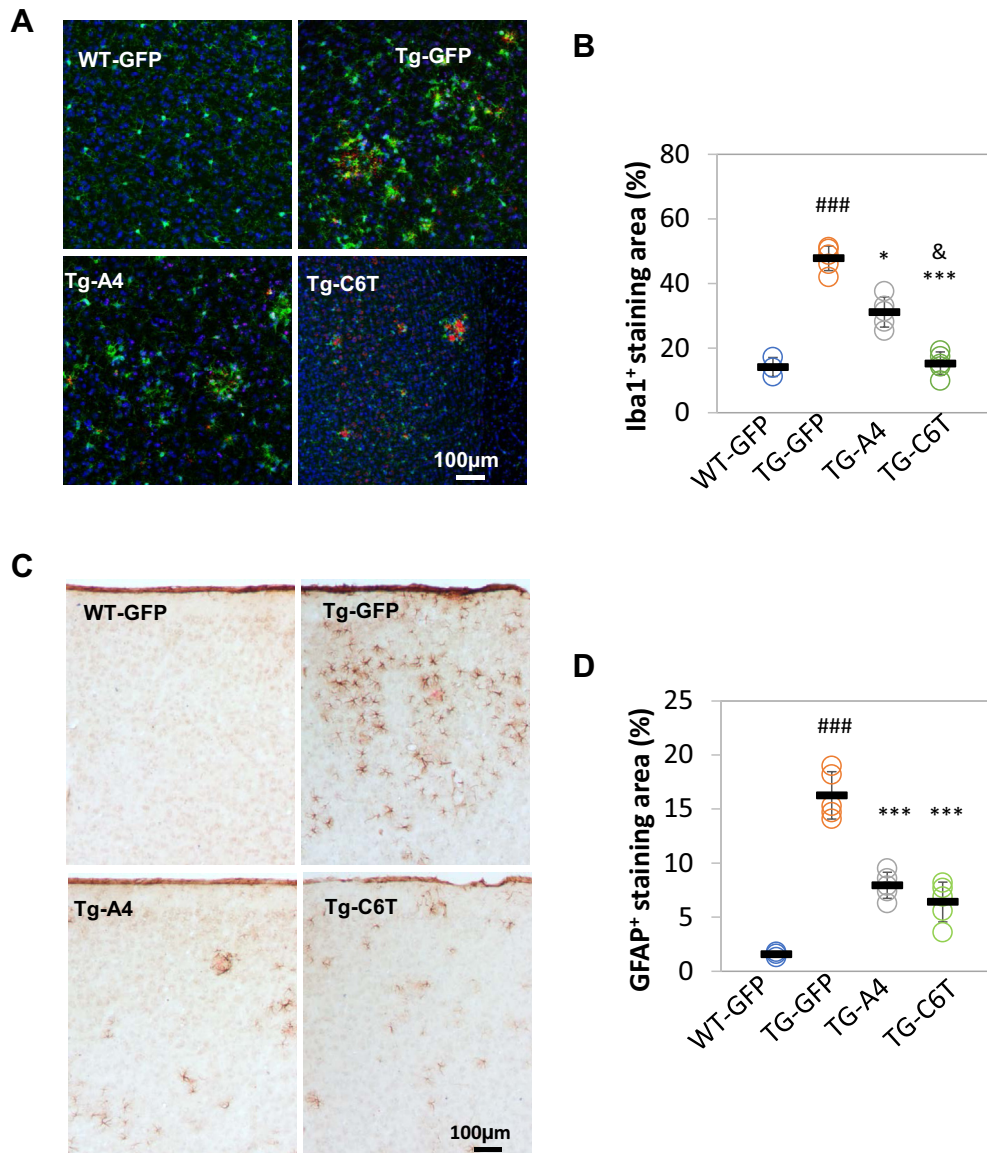 A
WT-GFP
Tg-GFP
Tg-A4
Tg-C6T
100µm
B
Iba1⁺ staining area (%)
80
60
40
20
0
###
*
&
***
WT-GFP
TG-GFP
TG-A4
TG-C6T
C
WT-GFP
Tg-GFP
Tg-A4
Tg-C6T
100µm
D
GFAP⁺ staining area (%)
25
20
15
10
5
0
###
***
***
WT-GFP
TG-GFP
TG-A4
TG-C6T